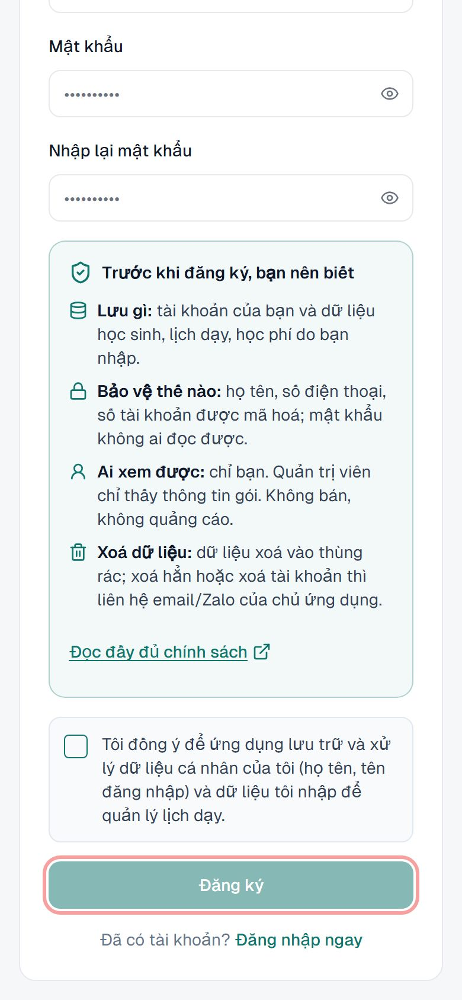 Mật khẩu
••••••••••
Nhập lại mật khẩu
••••••••••
Trước khi đăng ký, bạn nên biết
Lưu gì: tài khoản của bạn và dữ liệu
học sinh, lịch dạy, học phí do bạn
nhập.
Bảo vệ thế nào: họ tên, số điện thoại,
số tài khoản được mã hoá; mật khẩu
không ai đọc được.
Ai xem được: chỉ bạn. Quản trị viên
chỉ thấy thông tin gói. Không bán,
không quảng cáo.
Xoá dữ liệu: dữ liệu xoá vào thùng
rác; xoá hẳn hoặc xoá tài khoản thì
liên hệ email/Zalo của chủ ứng dụng.
Đọc đầy đủ chính sách
Tôi đồng ý để ứng dụng lưu trữ và xử
lý dữ liệu cá nhân của tôi (họ tên, tên
đăng nhập) và dữ liệu tôi nhập để
quản lý lịch dạy.
Đăng ký
Đã có tài khoản? Đăng nhập ngay